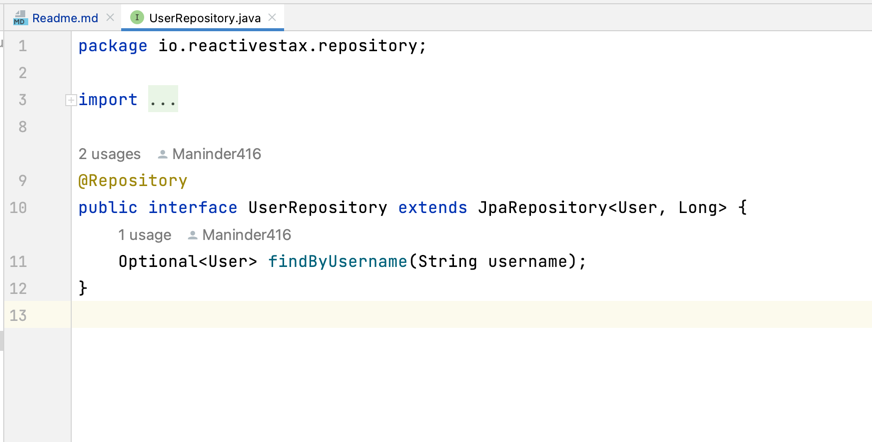 MD Readme.md × I UserRepository.java ×
1 package io.reactivestax.repository;
2
3 import ...
8
2 usages Maninder416
9 @Repository
10 public interface UserRepository extends JpaRepository<User, Long> {
1 usage Maninder416
11 Optional<User> findByUsername(String username);
12 }
13